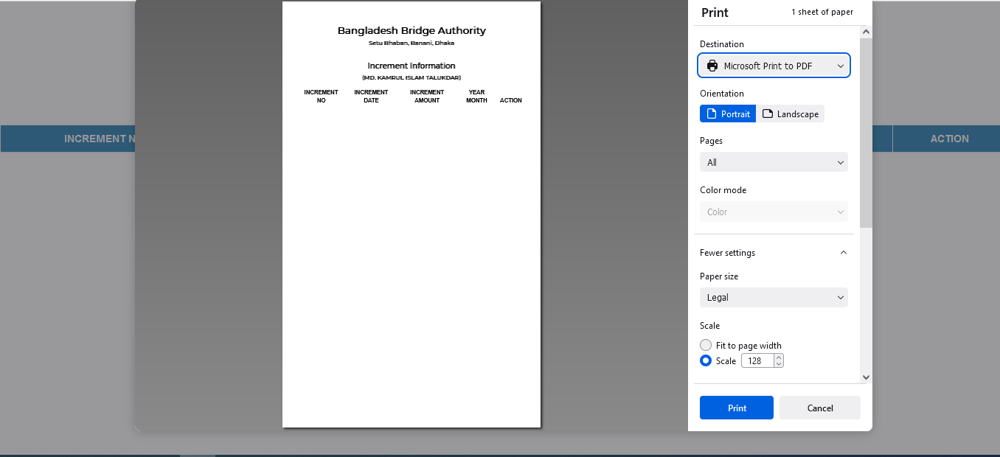 Bangladesh Bridge Authority
Setu Bhaban, Banani, Dhaka
Increment Information
(MD. KAMRUL ISLAM TALUKDAR)
INCREMENT NO INCREMENT DATE INCREMENT AMOUNT YEAR MONTH ACTION
INCREMENT N
ACTION
Print 1 sheet of paper
Destination
Microsoft Print to PDF
Orientation
Portrait Landscape
Pages
All
Color mode
Color
Fewer settings
Paper size
Legal
Scale
Fit to page width
Scale 128
Print Cancel